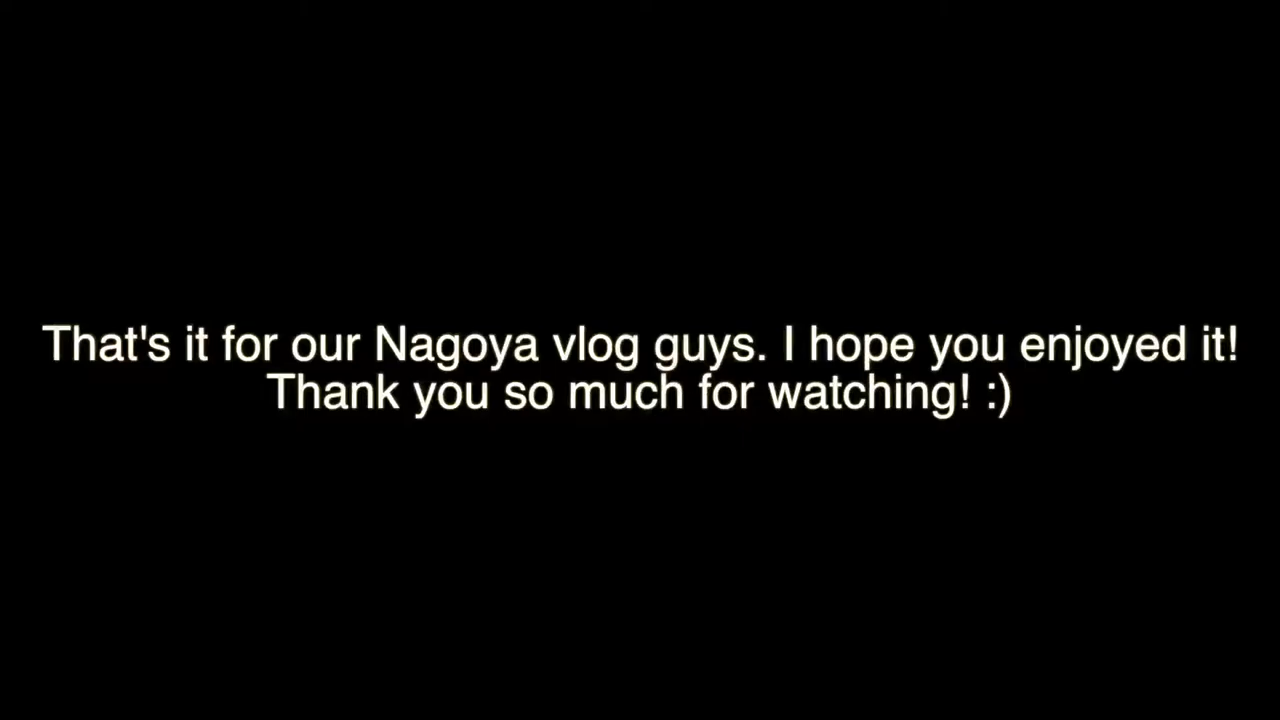 That's it for our Nagoya vlog guys. I hope you enjoyed it!
Thank you so much for watching! :)